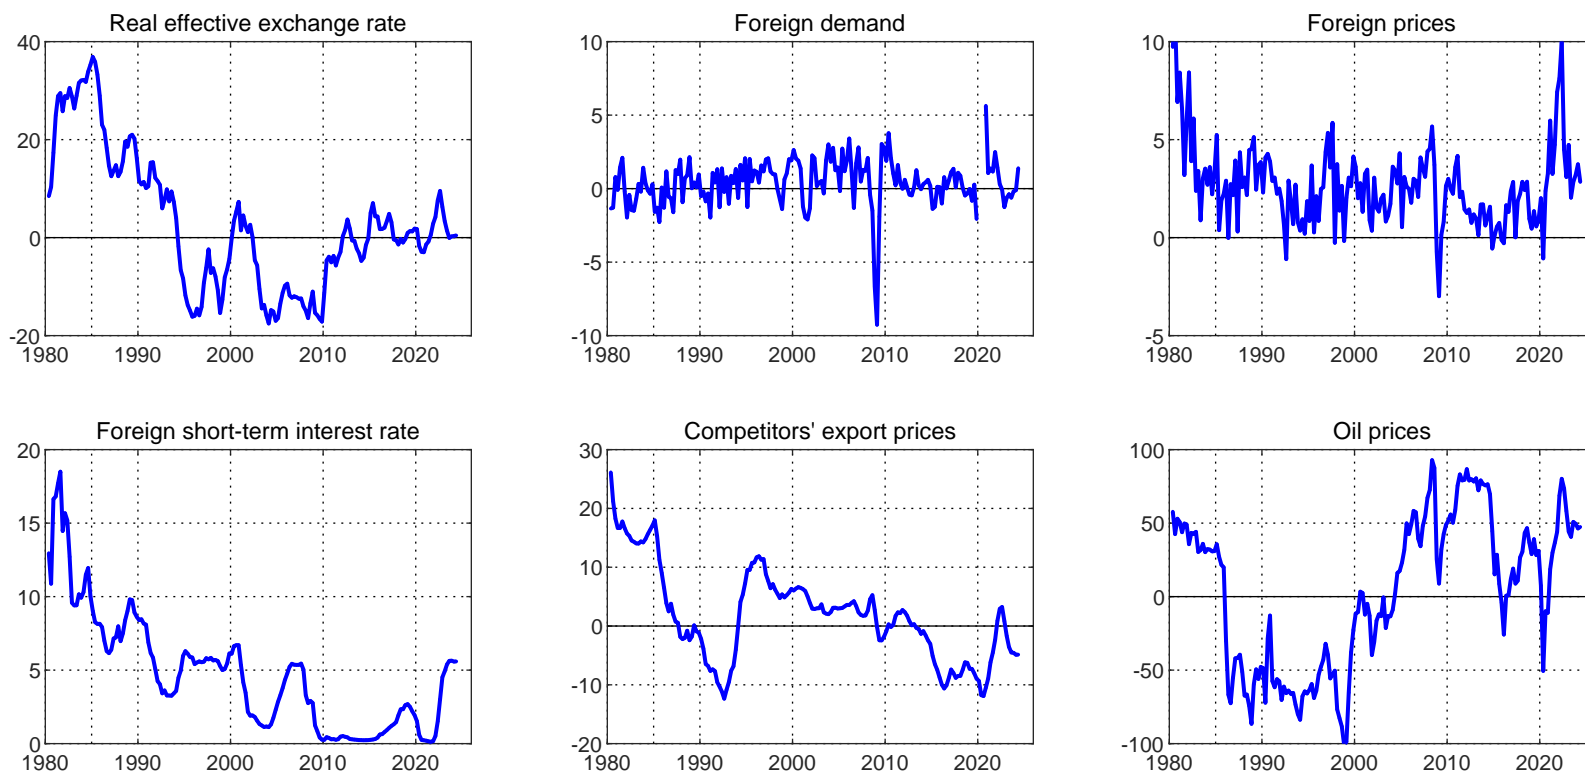 Real effective exchange rate
40
20
0
-20
1980 1990 2000 2010 2020
Foreign demand
10
5
0
-5
-10
1980 1990 2000 2010 2020
Foreign prices
10
5
0
-5
1980 1990 2000 2010 2020
Foreign short-term interest rate
20
15
10
5
0
1980 1990 2000 2010 2020
Competitors' export prices
30
20
10
0
-10
-20
1980 1990 2000 2010 2020
Oil prices
100
50
0
-50
-100
1980 1990 2000 2010 2020